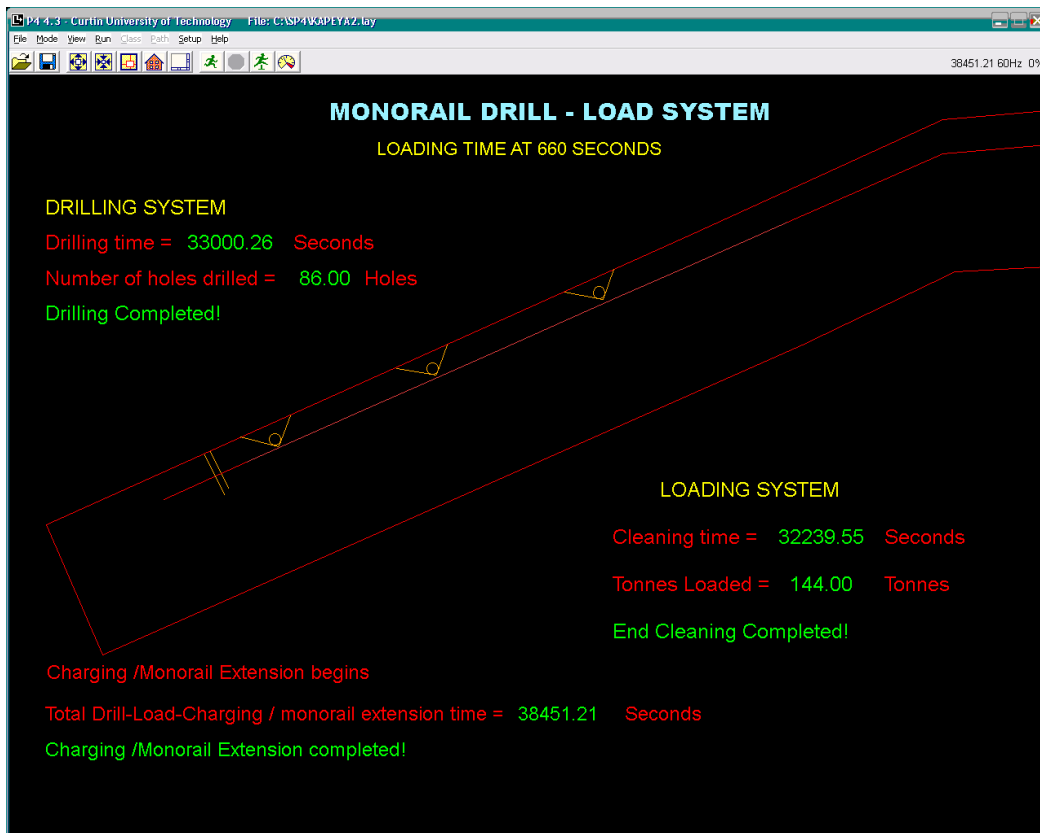 P4 4.3 - Curtin University of Technology File: C:\SP4\KAPEYA2.lay
File Mode View Run Class Path Setup Help
38451.21 60Hz 0%
MONORAIL DRILL - LOAD SYSTEM
LOADING TIME AT 660 SECONDS
DRILLING SYSTEM
Drilling time = 33000.26 Seconds
Number of holes drilled = 86.00 Holes
Drilling Completed!
LOADING SYSTEM
Cleaning time = 32239.55 Seconds
Tonnes Loaded = 144.00 Tonnes
End Cleaning Completed!
Charging /Monorail Extension begins
Total Drill-Load-Charging / monorail extension time = 38451.21 Seconds
Charging /Monorail Extension completed!